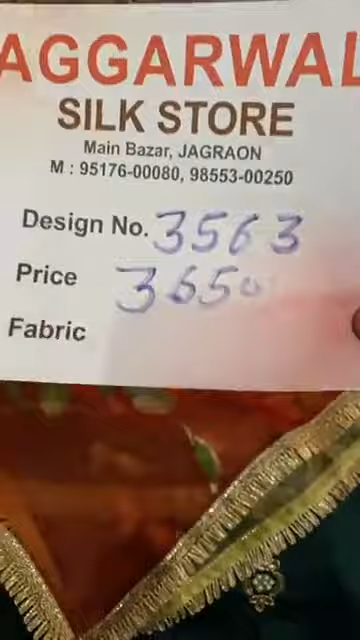 AGGARWAL
SILK STORE
Main Bazar, JAGRAON
M : 95176-00080, 98553-00250
Design No. 3563
Price 3650
Fabric